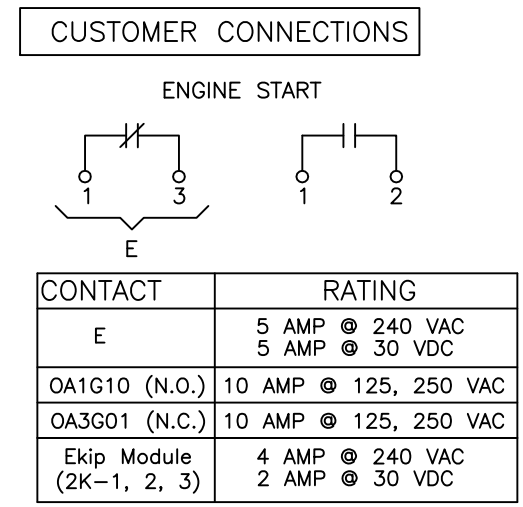 CUSTOMER CONNECTIONS
ENGINE START
1 3 1 2
E
CONTACT RATING
E 5 AMP @ 240 VAC
5 AMP @ 30 VDC
OA1G10 (N.O.) 10 AMP @ 125, 250 VAC
OA3G01 (N.C.) 10 AMP @ 125, 250 VAC
Ekip Module 4 AMP @ 240 VAC
(2K-1, 2, 3) 2 AMP @ 30 VDC